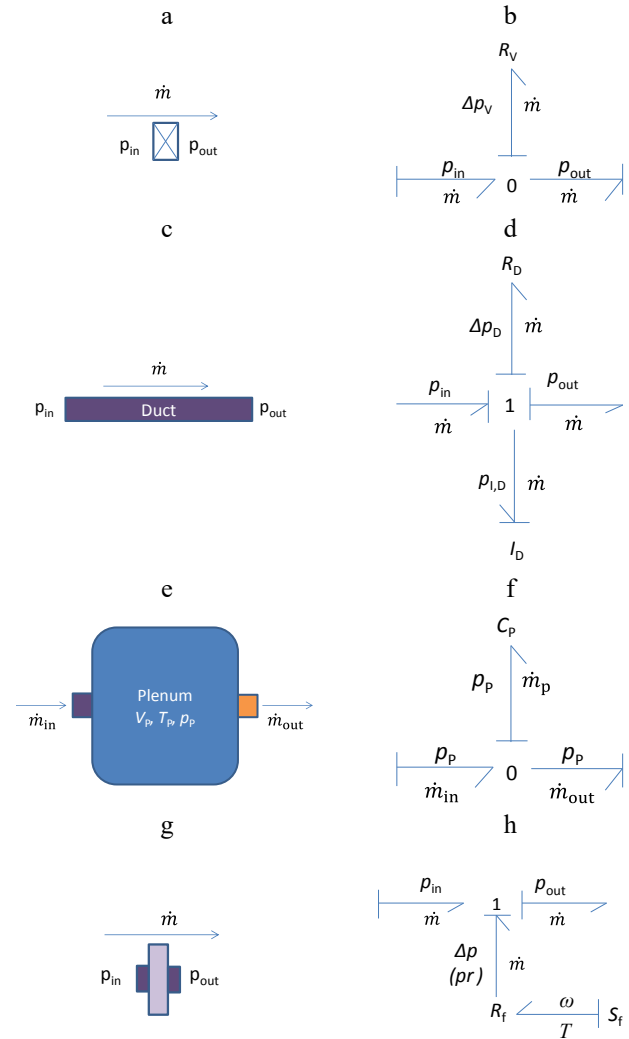 a b
ṁ
p_in p_out
R_V
Δp_V ṁ
p_in 0 p_out
ṁ ṁ
c d
ṁ
p_in Duct p_out
R_D
Δp_D ṁ
p_in 1 p_out
ṁ ṁ
p_I,D ṁ
I_D
e f
Plenum
V_P, T_P, p_P
ṁ_in ṁ_out
C_P
p_P ṁ_p
p_P 0 p_P
ṁ_in ṁ_out
g h
ṁ
p_in p_out
p_in 1 p_out
ṁ ṁ
Δp
(pr) ṁ
R_f ω S_f
T